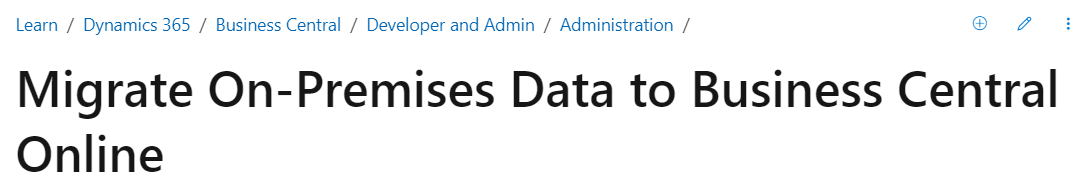 Learn / Dynamics 365 / Business Central / Developer and Admin / Administration /
Migrate On-Premises Data to Business Central
Online